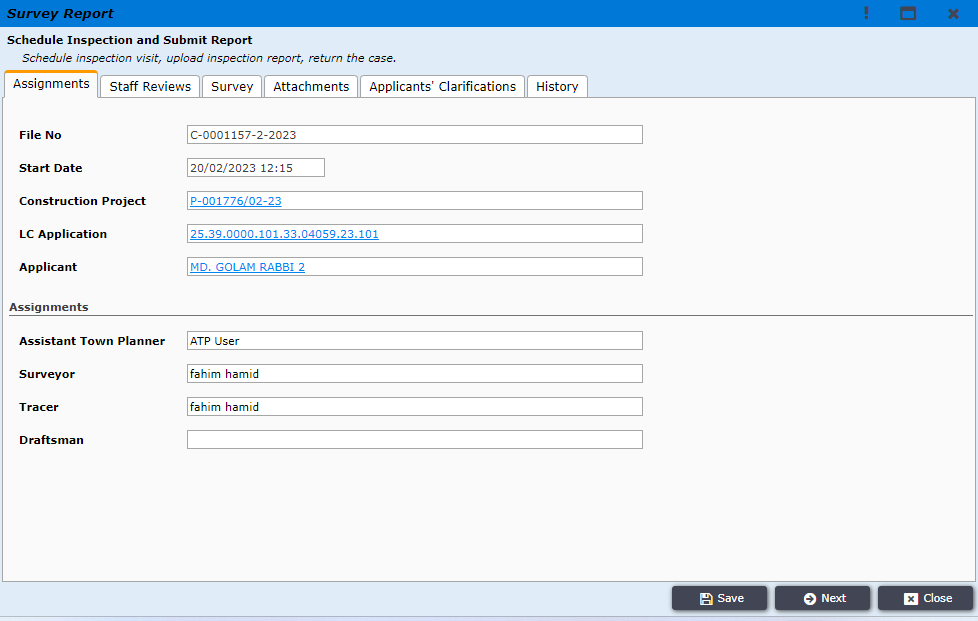 Survey Report
Schedule Inspection and Submit Report
Schedule inspection visit, upload inspection report, return the case.
Assignments Staff Reviews Survey Attachments Applicants' Clarifications History
File No C-0001157-2-2023
Start Date 20/02/2023 12:15
Construction Project P-001776/02-23
LC Application 25.39.0000.101.33.04059.23.101
Applicant MD. GOLAM RABBI 2
Assignments
Assistant Town Planner ATP User
Surveyor fahim hamid
Tracer fahim hamid
Draftsman
Save Next Close